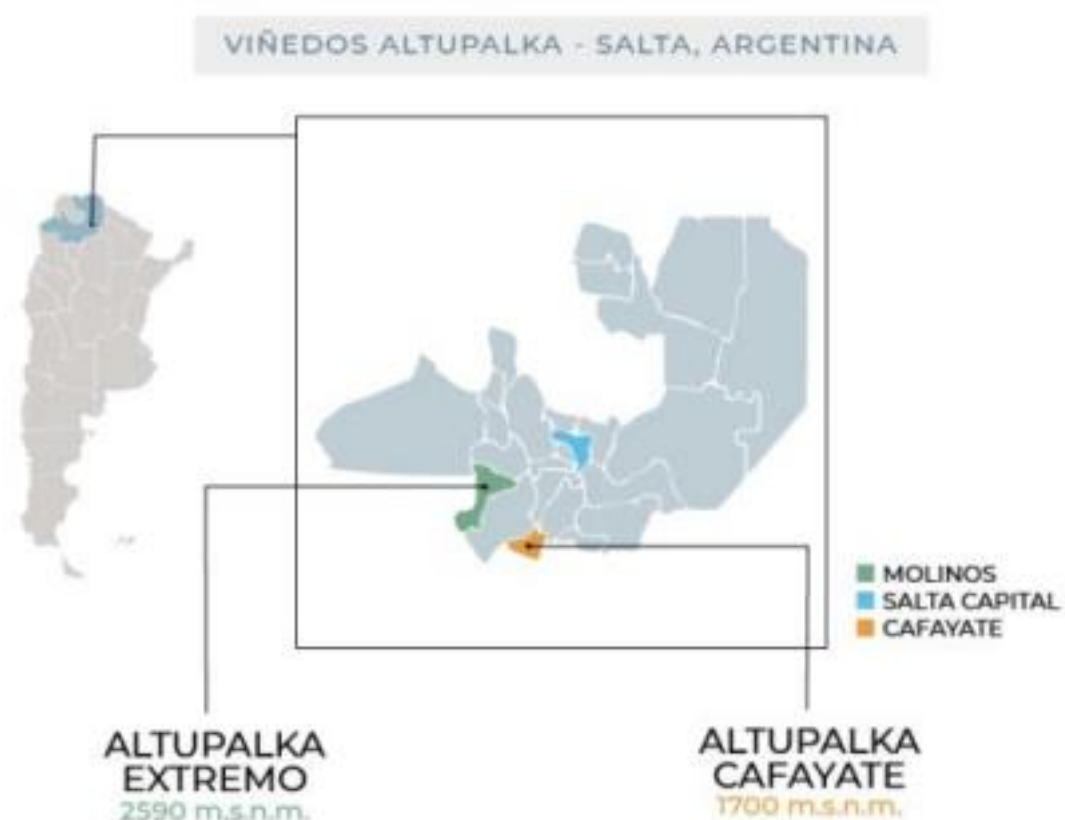 VIÑEDOS ALTUPALKA - SALTA, ARGENTINA
MOLINOS
SALTA CAPITAL
CAFAYATE
ALTUPALKA
EXTREMO
2590 m.s.n.m.
ALTUPALKA
CAFAYATE
1700 m.s.n.m.